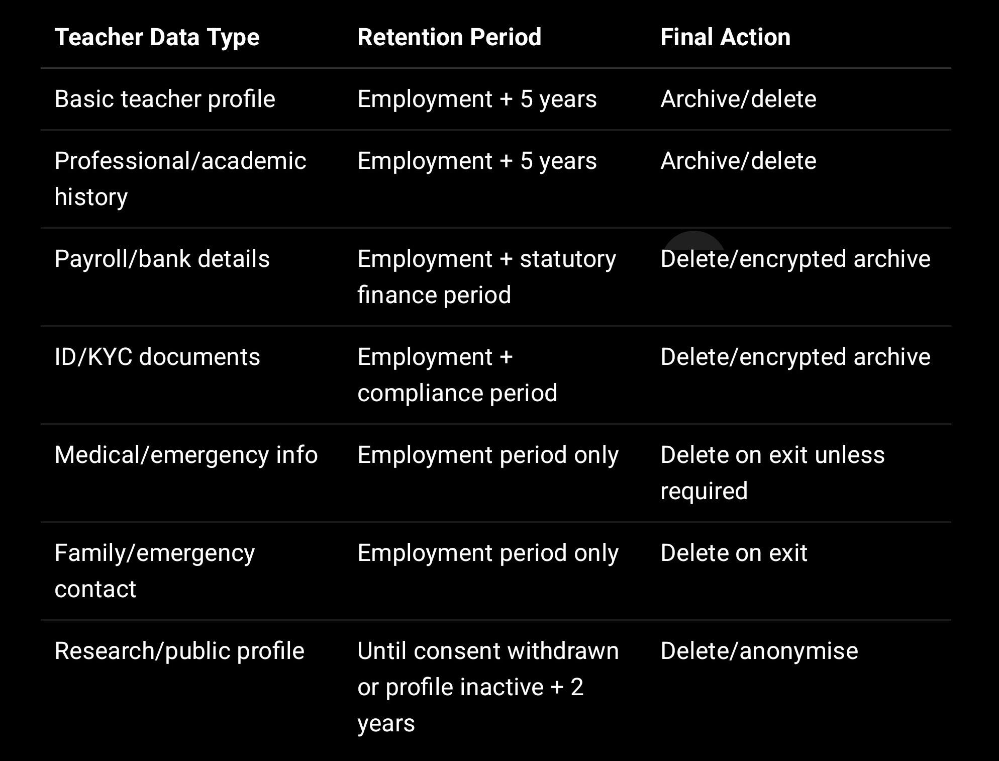 Teacher Data Type Retention Period Final Action
Basic teacher profile Employment + 5 years Archive/delete
Professional/academic Employment + 5 years Archive/delete
history
Payroll/bank details Employment + statutory Delete/encrypted archive
finance period
ID/KYC documents Employment + Delete/encrypted archive
compliance period
Medical/emergency info Employment period only Delete on exit unless
required
Family/emergency Employment period only Delete on exit
contact
Research/public profile Until consent withdrawn Delete/anonymise
or profile inactive + 2
years